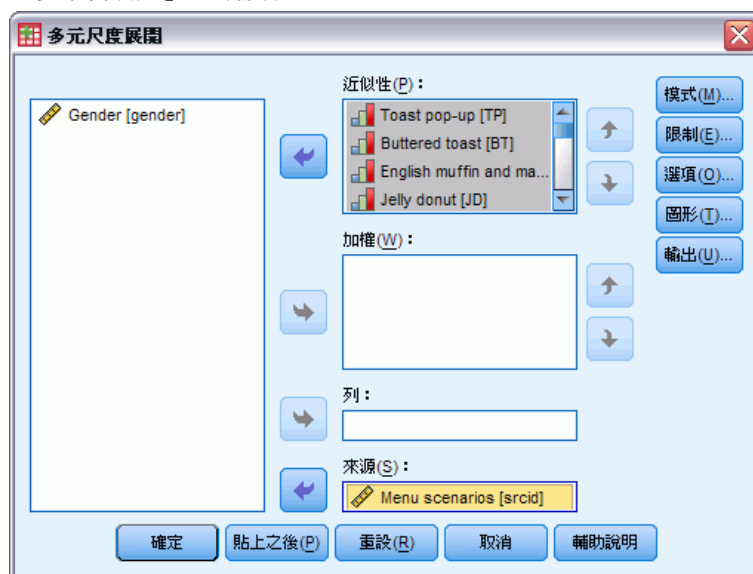 多元尺度展開
近似性(P)：
Gender [gender]
Toast pop-up [TP]
Buttered toast [BT]
English muffin and ma...
Jelly donut [JD]
模式(M)...
限制(E)...
選項(O)...
圖形(T)...
輸出(U)...
加權(W)：
列：
來源(S)：
Menu scenarios [srcid]
確定
貼上之後(P)
重設(R)
取消
輔助說明